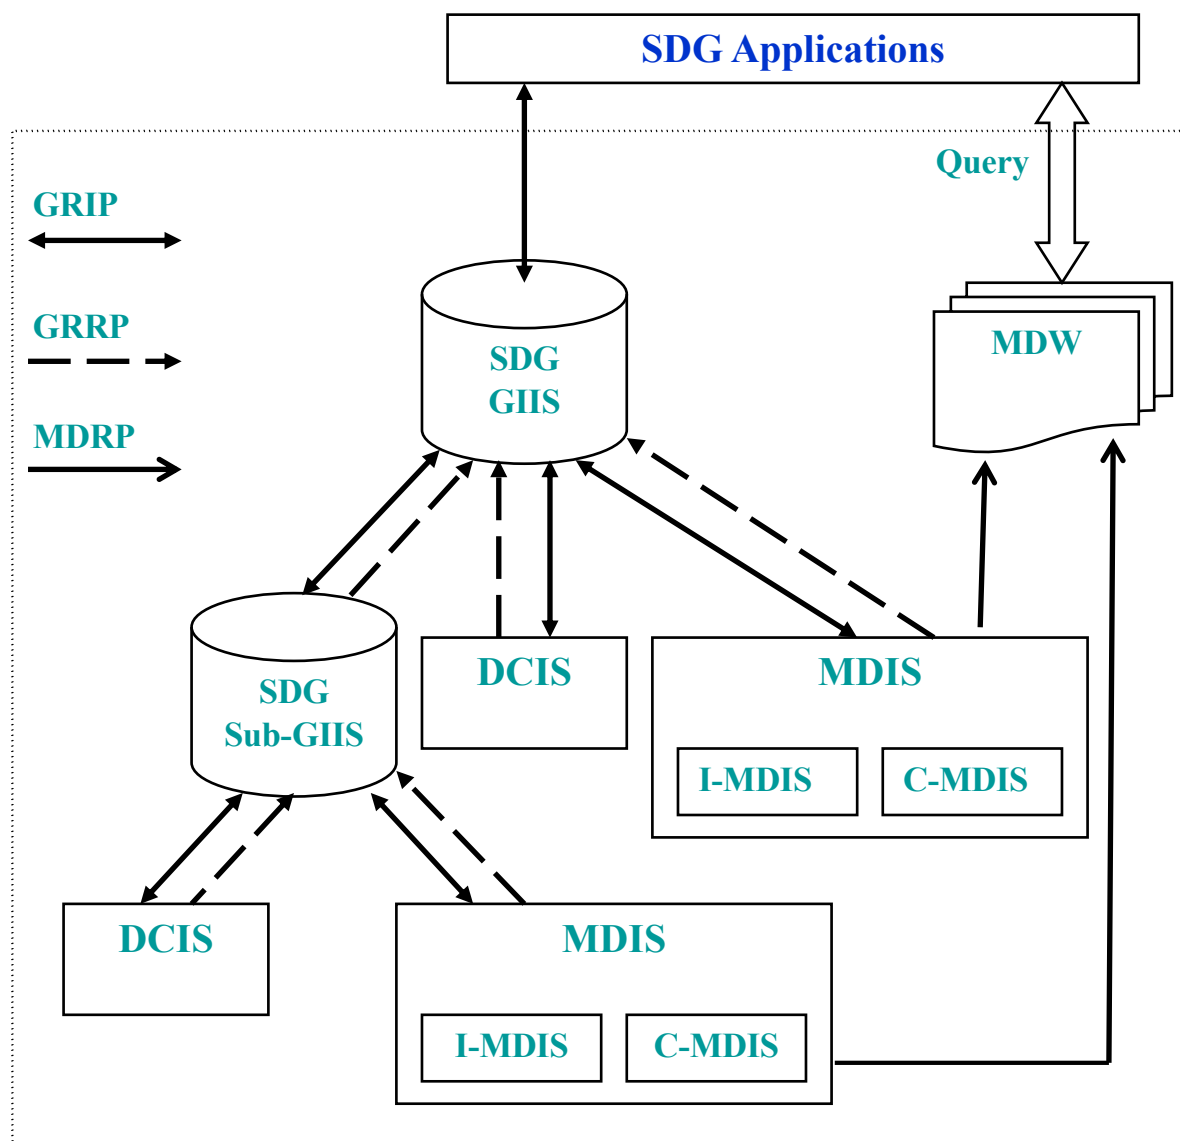 SDG Applications
Query
GRIP
GRRP
MDRP
SDG
GIIS
MDW
SDG
Sub-GIIS
DCIS
MDIS
I-MDIS
C-MDIS
DCIS
MDIS
I-MDIS
C-MDIS